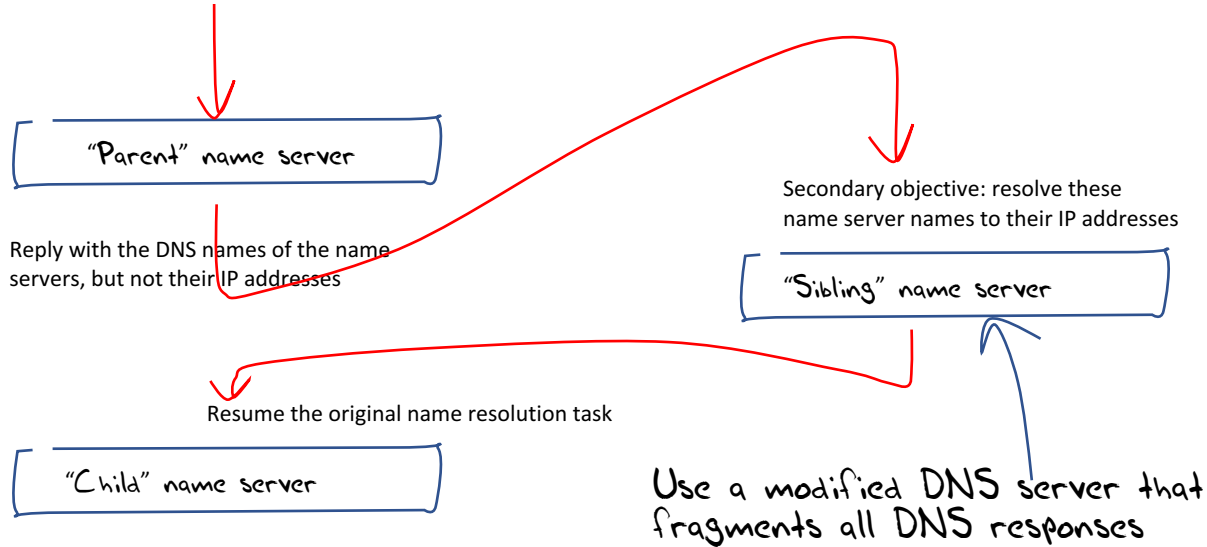 “Parent” name server
Reply with the DNS names of the name
servers, but not their IP addresses
Secondary objective: resolve these
name server names to their IP addresses
“Sibling” name server
Resume the original name resolution task
“Child” name server
Use a modified DNS server that
fragments all DNS responses